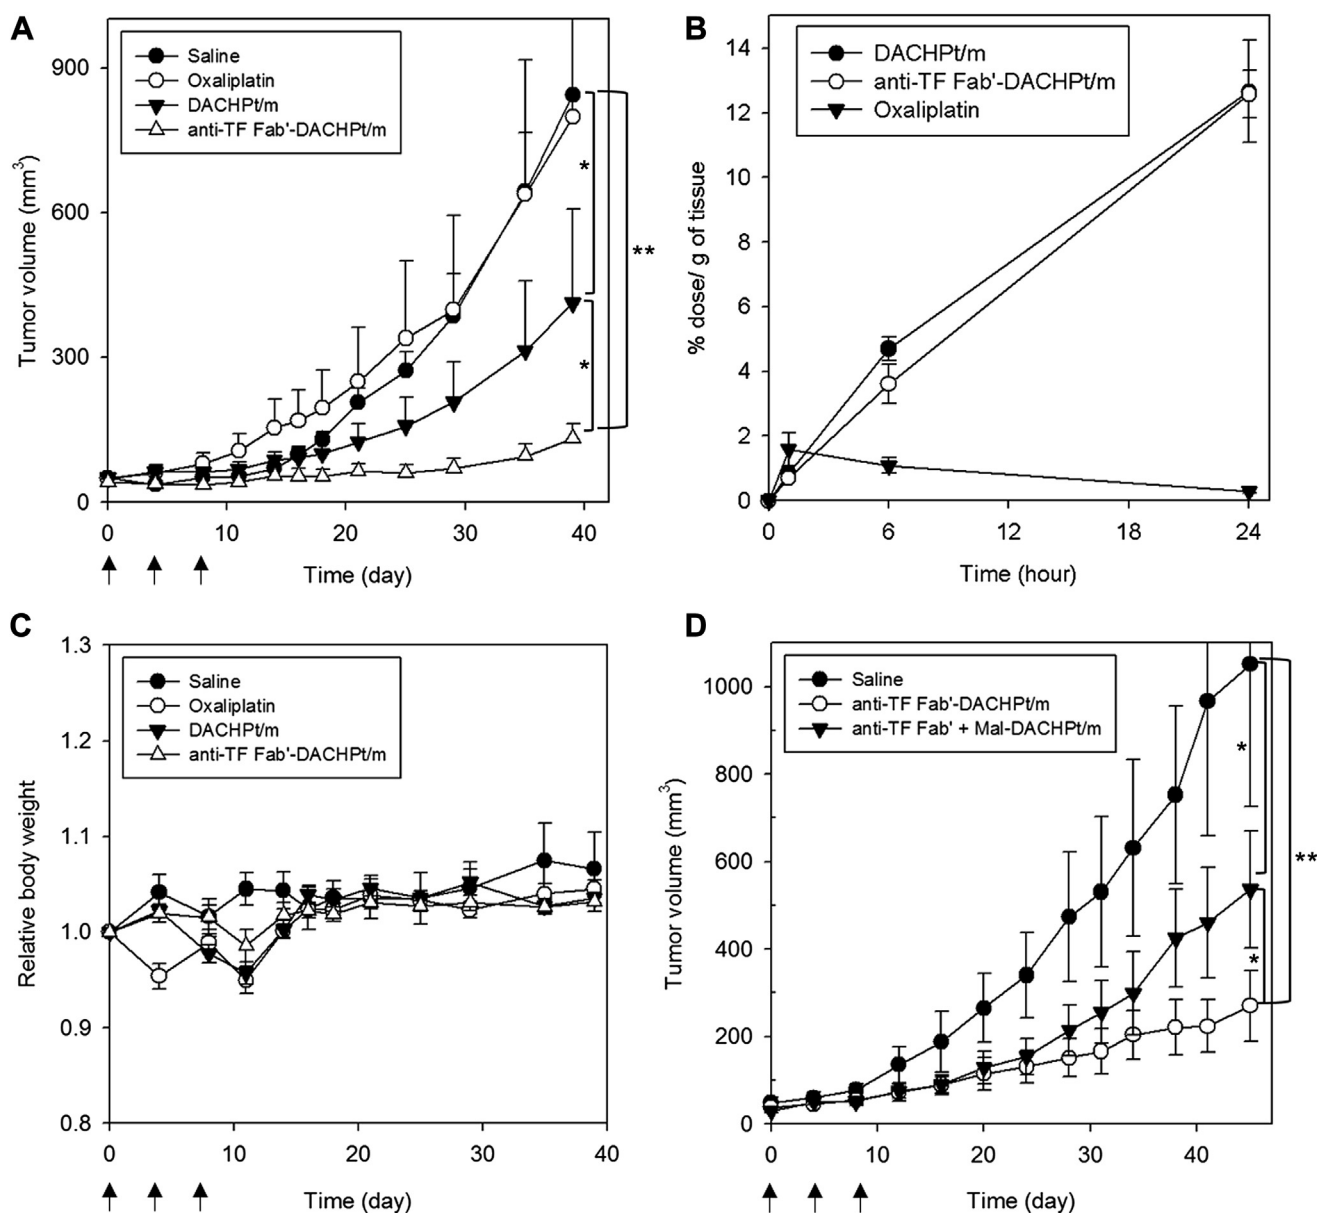 A
Saline
Oxaliplatin
DACHPt/m
anti-TF Fab'-DACHPt/m
Tumor volume (mm³)
900
600
300
0
*
*
**
0
10
20
30
40
Time (day)
B
DACHPt/m
anti-TF Fab'-DACHPt/m
Oxaliplatin
% dose/ g of tissue
14
12
10
8
6
4
2
0
0
6
12
18
24
Time (hour)
C
Saline
Oxaliplatin
DACHPt/m
anti-TF Fab'-DACHPt/m
Relative body weight
1.3
1.2
1.1
1.0
0.9
0.8
0
10
20
30
40
Time (day)
D
Saline
anti-TF Fab'-DACHPt/m
anti-TF Fab' + Mal-DACHPt/m
Tumor volume (mm³)
1000
800
600
400
200
0
*
*
**
0
10
20
30
40
Time (day)